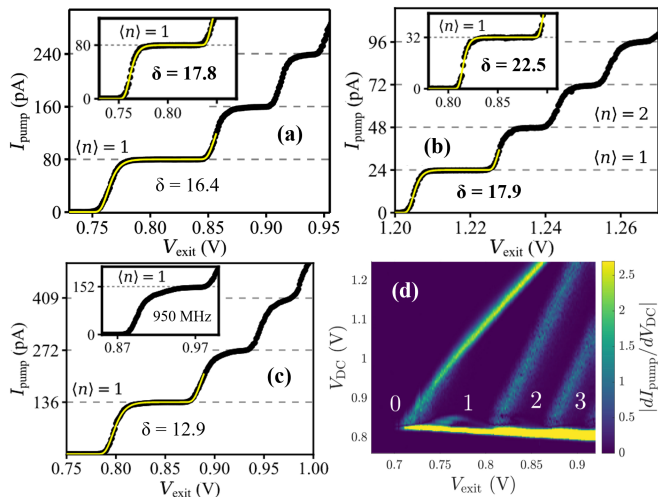 ⟨n⟩ = 1
80
0
0.75
0.80
δ = 17.8
240
160
80
0
I_pump (pA)
⟨n⟩ = 1
δ = 16.4
(a)
0.75
0.80
0.85
0.90
0.95
V_exit (V)
⟨n⟩ = 1
32
0
0.80
0.85
δ = 22.5
96
72
48
24
0
I_pump (pA)
(b)
⟨n⟩ = 2
⟨n⟩ = 1
δ = 17.9
1.20
1.22
1.24
1.26
V_exit (V)
⟨n⟩ = 1
152
0
950 MHz
0.87
0.97
409
272
136
0
I_pump (pA)
⟨n⟩ = 1
δ = 12.9
(c)
0.75
0.80
0.85
0.90
0.95
1.00
V_exit (V)
(d)
1.2
1.1
1
0.9
0.8
V_DC (V)
0
1
2
3
0.7
0.75
0.8
0.85
0.9
V_exit (V)
2.5
2
1.5
1
0.5
0
|dI_pump/dV_DC|